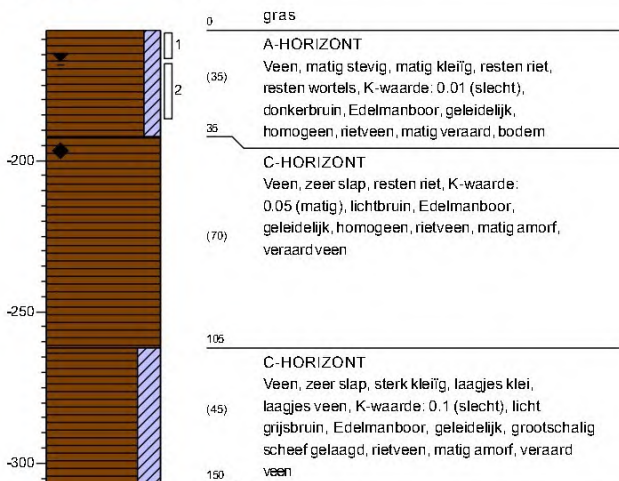 0 gras
A-HORIZONT
1
Veen, matig stevig, matig kleiïg, resten riet,
(35) resten wortels, K-waarde: 0.01 (slecht),
2
donkerbruin, Edelmanboor, geleidelijk,
35 homogeen, rietveen, matig veraard, bodem
-200
C-HORIZONT
Veen, zeer slap, resten riet, K-waarde:
0.05 (matig), lichtbruin, Edelmanboor,
(70) geleidelijk, homogeen, rietveen, matig amorf,
veraard veen
-250
105
C-HORIZONT
Veen, zeer slap, sterk kleiïg, laagjes klei,
(45) laagjes veen, K-waarde: 0.1 (slecht), licht
grijsbruin, Edelmanboor, geleidelijk, grootschalig
-300 scheef gelaagd, rietveen, matig amorf, veraard
150 veen